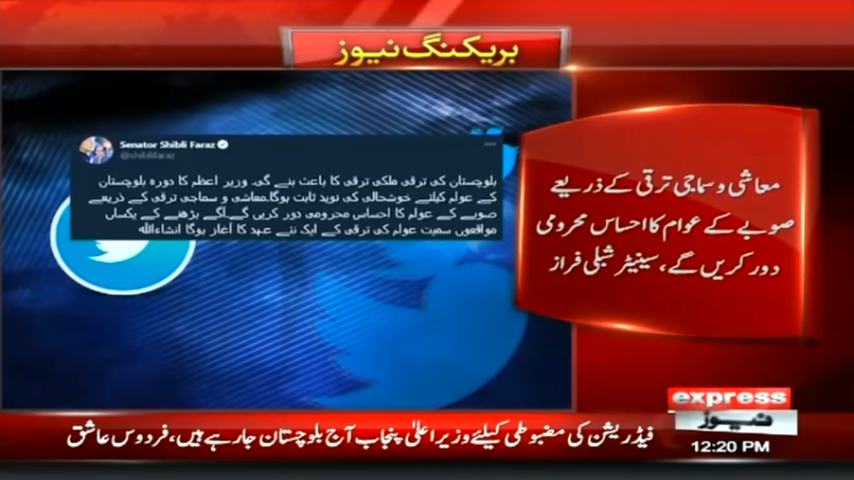 بریکنگ نیوز
Senator Shibli Faraz
@shiblifaraz
بلوچستان کی ترقی ملکی ترقی کا باعث بنے گی۔ وزیر اعظم کا دورہ بلوچستان
کے عوام کیلئے خوشحالی کی نوید ثابت ہوگا۔معاشی و سماجی ترقی کے ذریعے
صوبے کے عوام کا احساس محرومی دور کریں گے۔آگے بڑھنے کے یکساں
مواقعوں سمیت عوام کی ترقی کے ایک نئے عہد کا آغاز ہوگا انشاءاللہ
معاشی و سماجی ترقی کے ذریعے
صوبے کے عوام کا احساس محرومی
دور کریں گے، سینیٹر شبلی فراز
express
نیوز
12:20 PM
فیڈریشن کی مضبوطی کیلئے وزیراعلیٰ پنجاب آج بلوچستان جارہے ہیں، فردوس عاشق